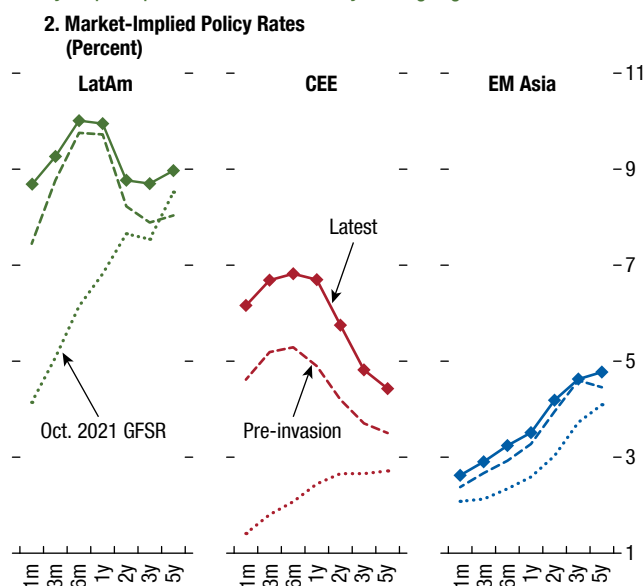 2. Market-Implied Policy Rates
(Percent)
LatAm
CEE
EM Asia
11
9
7
5
3
1
Latest
Oct. 2021 GFSR
Pre-invasion
1m
3m
6m
1y
2y
3y
5y
1m
3m
6m
1y
2y
3y
5y
1m
3m
6m
1y
2y
3y
5y